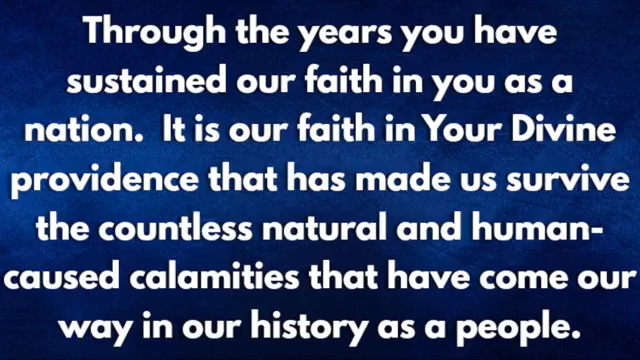 Through the years you have
sustained our faith in you as a
nation.  It is our faith in Your Divine
providence that has made us survive
the countless natural and human-
caused calamities that have come our
way in our history as a people.